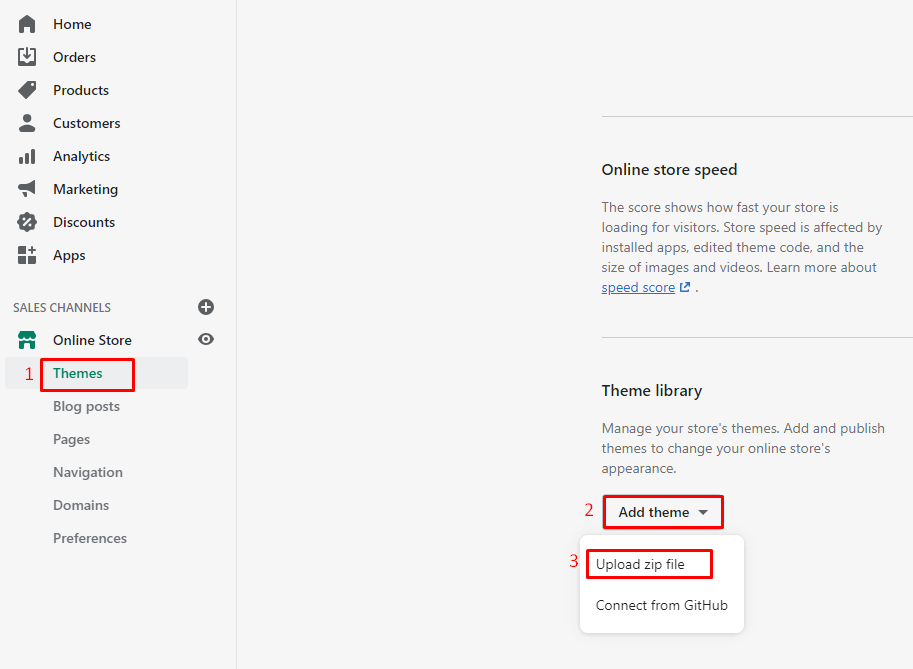 Home
Orders
Products
Customers
Analytics
Marketing
Discounts
Apps
SALES CHANNELS
Online Store
1 Themes
Blog posts
Pages
Navigation
Domains
Preferences
Online store speed
The score shows how fast your store is
loading for visitors. Store speed is affected by
installed apps, edited theme code, and the
size of images and videos. Learn more about
speed score .
Theme library
Manage your store's themes. Add and publish
themes to change your online store's
appearance.
2 Add theme
3 Upload zip file
Connect from GitHub